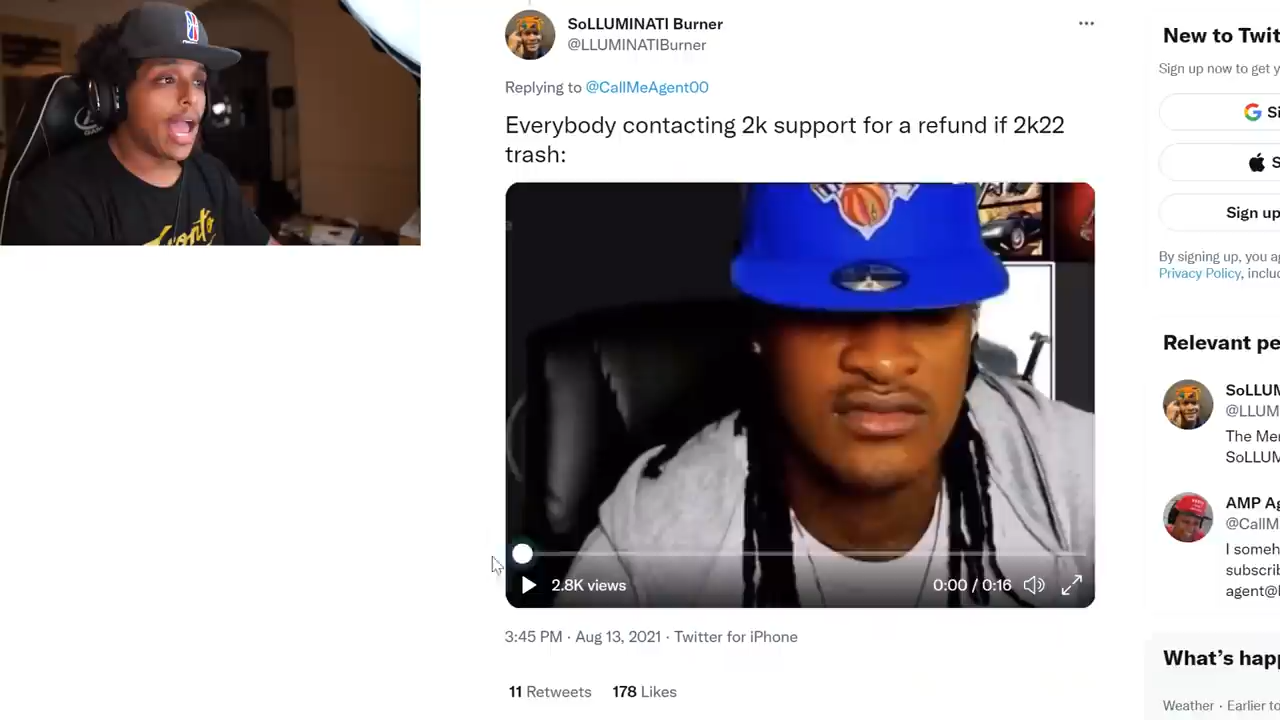 SoLLUMINATI Burner
@LLUMINATIBurner
Replying to @CallMeAgent00
Everybody contacting 2k support for a refund if 2k22
trash:
2.8K views
0:00 / 0:16
3:45 PM · Aug 13, 2021 · Twitter for iPhone
11 Retweets 178 Likes
New to Twit
Sign up now to get y
Si
S
Sign up
By signing up, you ag
Privacy Policy, includ
Relevant pe
SoLLUM
@LLUM
The Mer
SoLLUM
AMP Ag
@CallM
I someh
subscrib
agent@l
What's happ
Weather · Earlier to